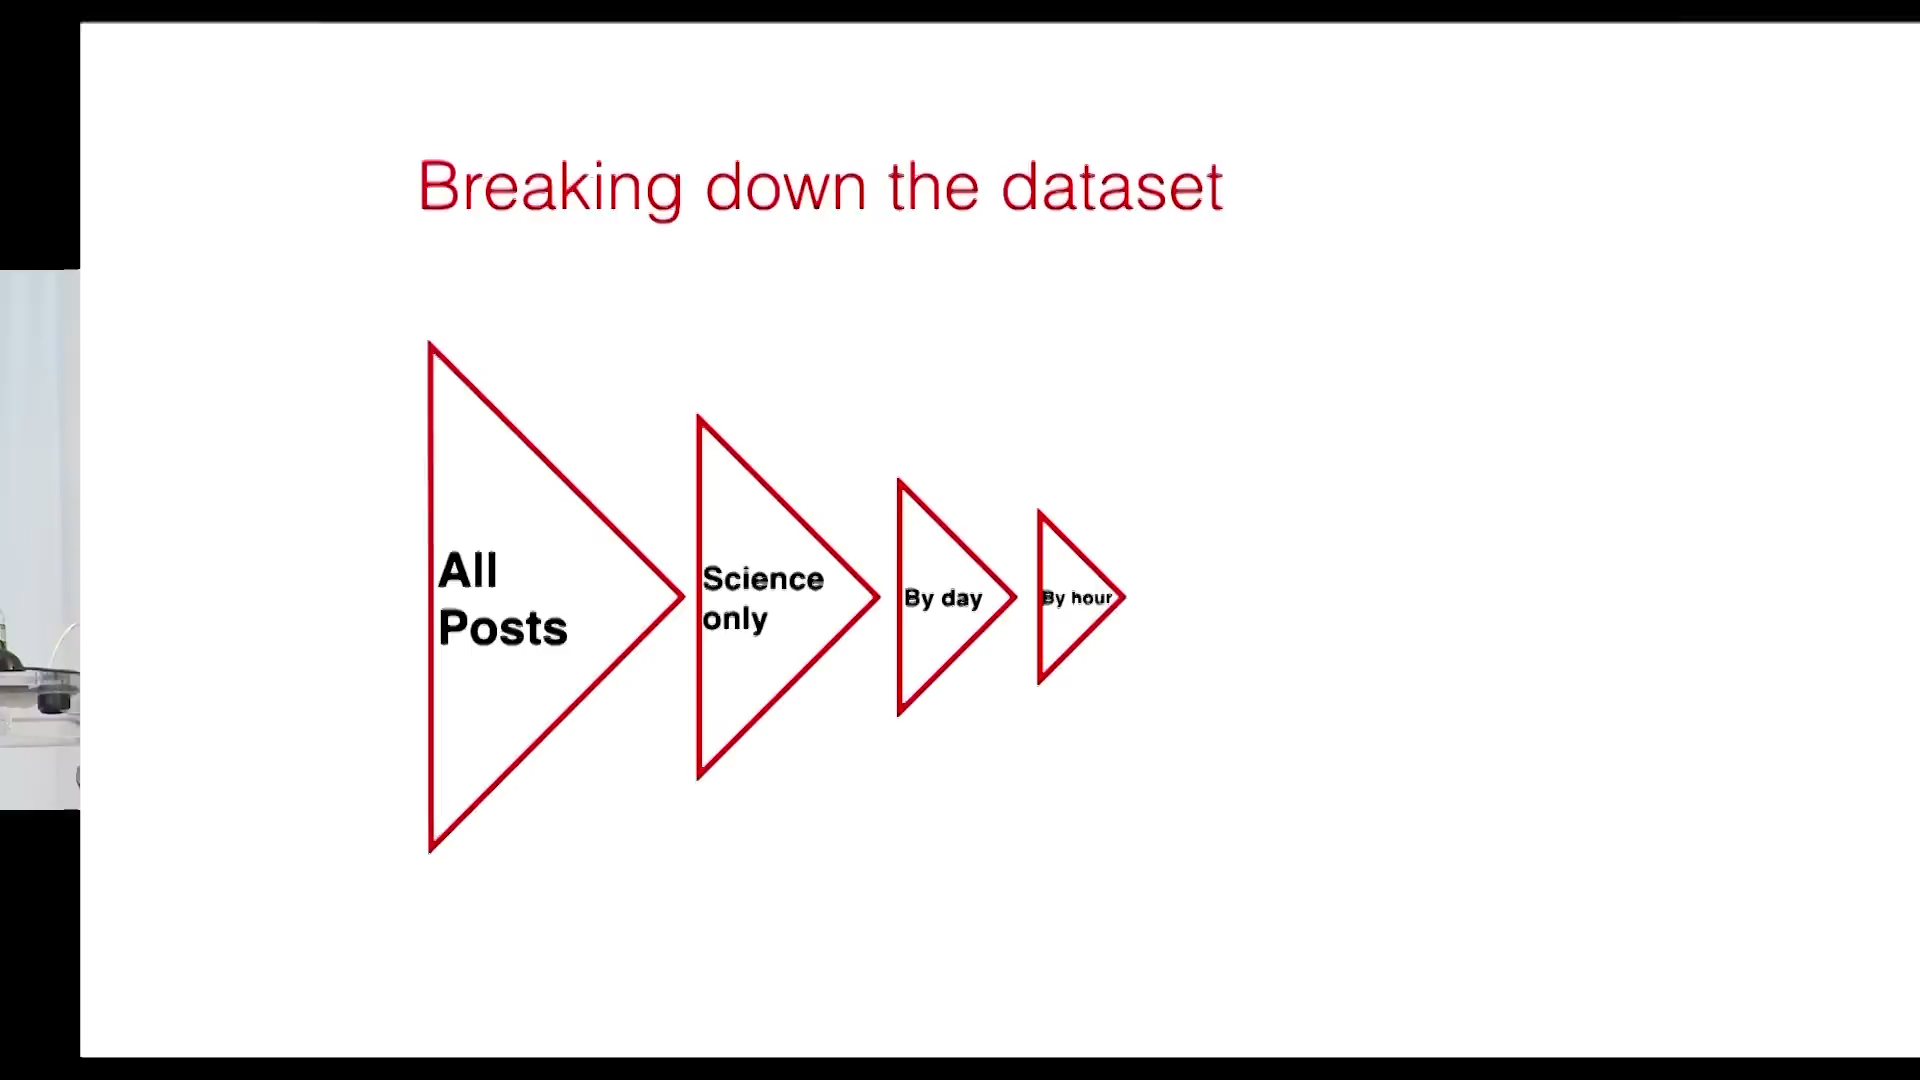 Breaking down the dataset
All
Posts
Science
only
By day
By hour